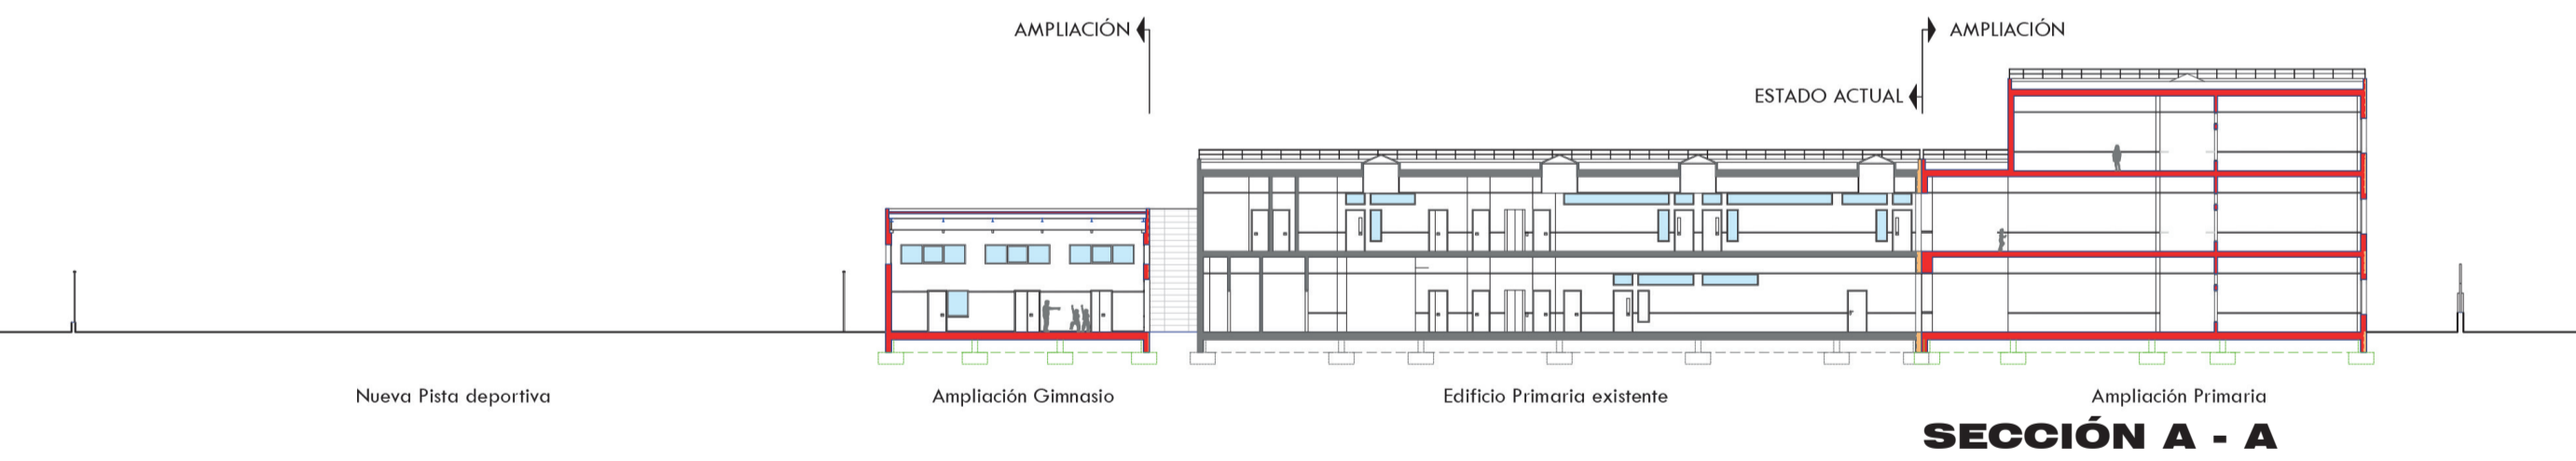 AMPLIACIÓN
AMPLIACIÓN
ESTADO ACTUAL
Nueva Pista deportiva
Ampliación Gimnasio
Edificio Primaria existente
Ampliación Primaria
SECCIÓN A - A